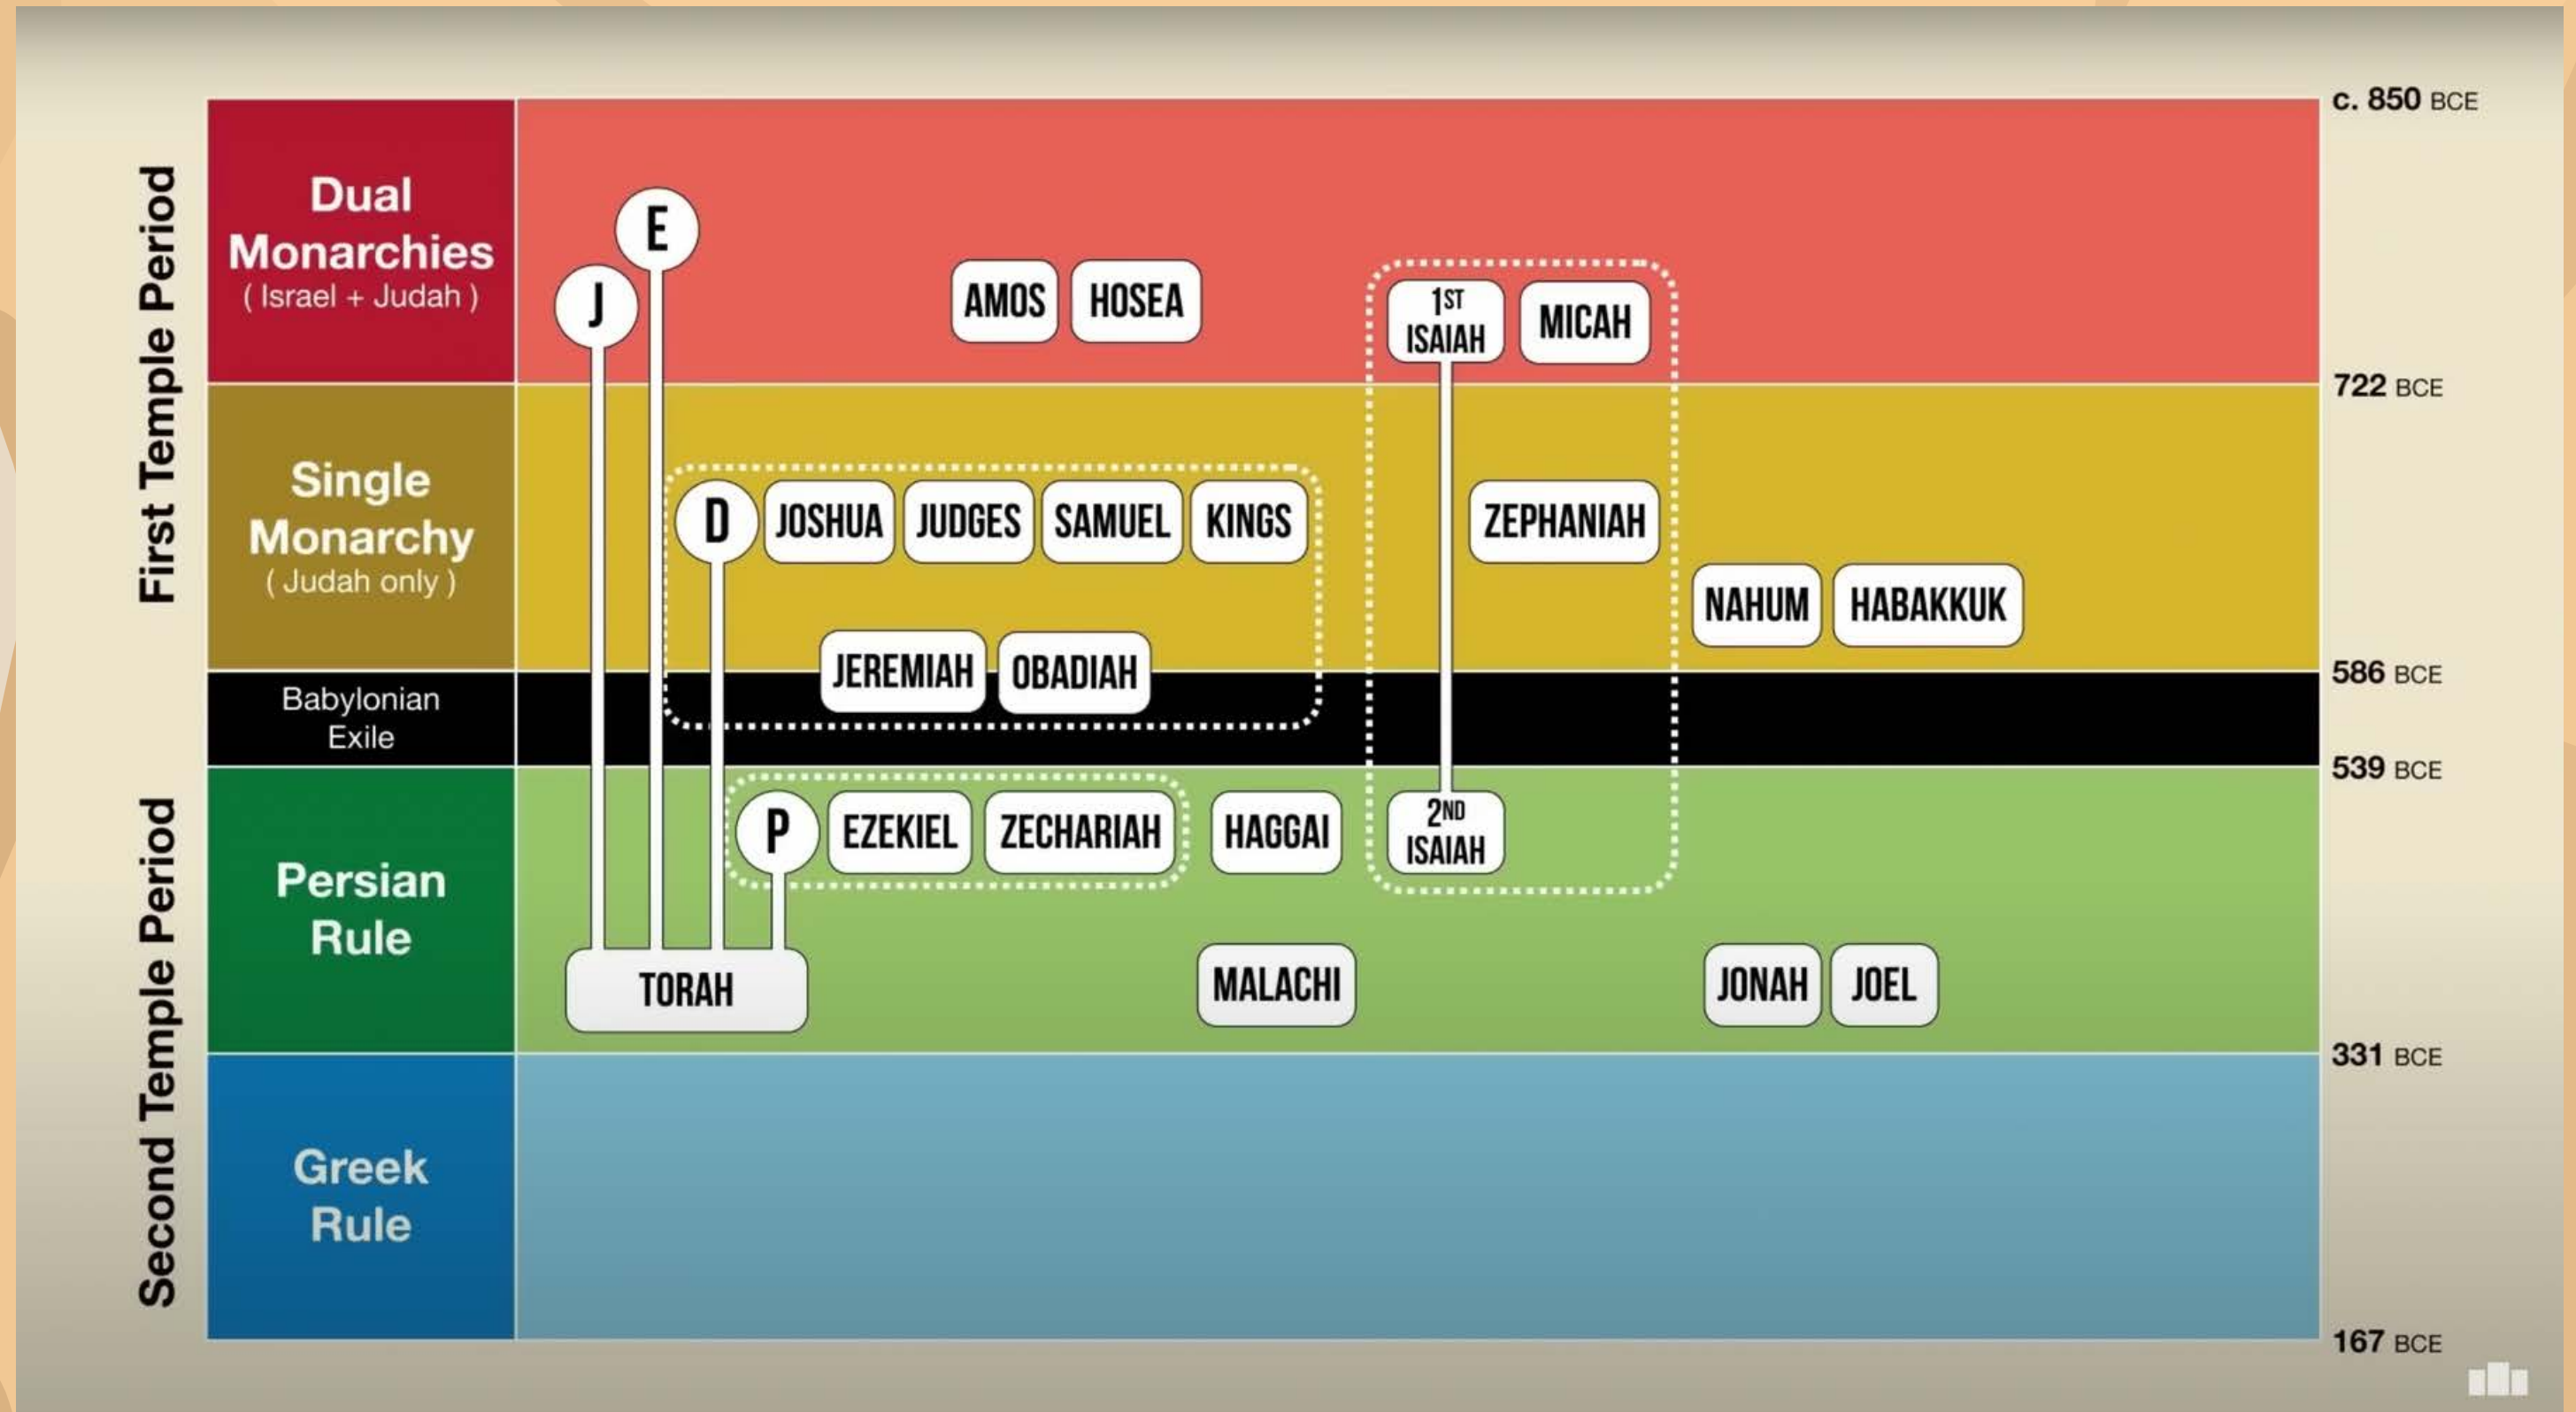 c. 850 BCE
First Temple Period
Dual
Monarchies
( Israel + Judah )
E
J
AMOS
HOSEA
1ST
ISAIAH
MICAH
722 BCE
Single
Monarchy
( Judah only )
D
JOSHUA
JUDGES
SAMUEL
KINGS
ZEPHANIAH
NAHUM
HABAKKUK
JEREMIAH
OBADIAH
586 BCE
Babylonian
Exile
539 BCE
Second Temple Period
Persian
Rule
P
EZEKIEL
ZECHARIAH
HAGGAI
2ND
ISAIAH
TORAH
MALACHI
JONAH
JOEL
331 BCE
Greek
Rule
167 BCE